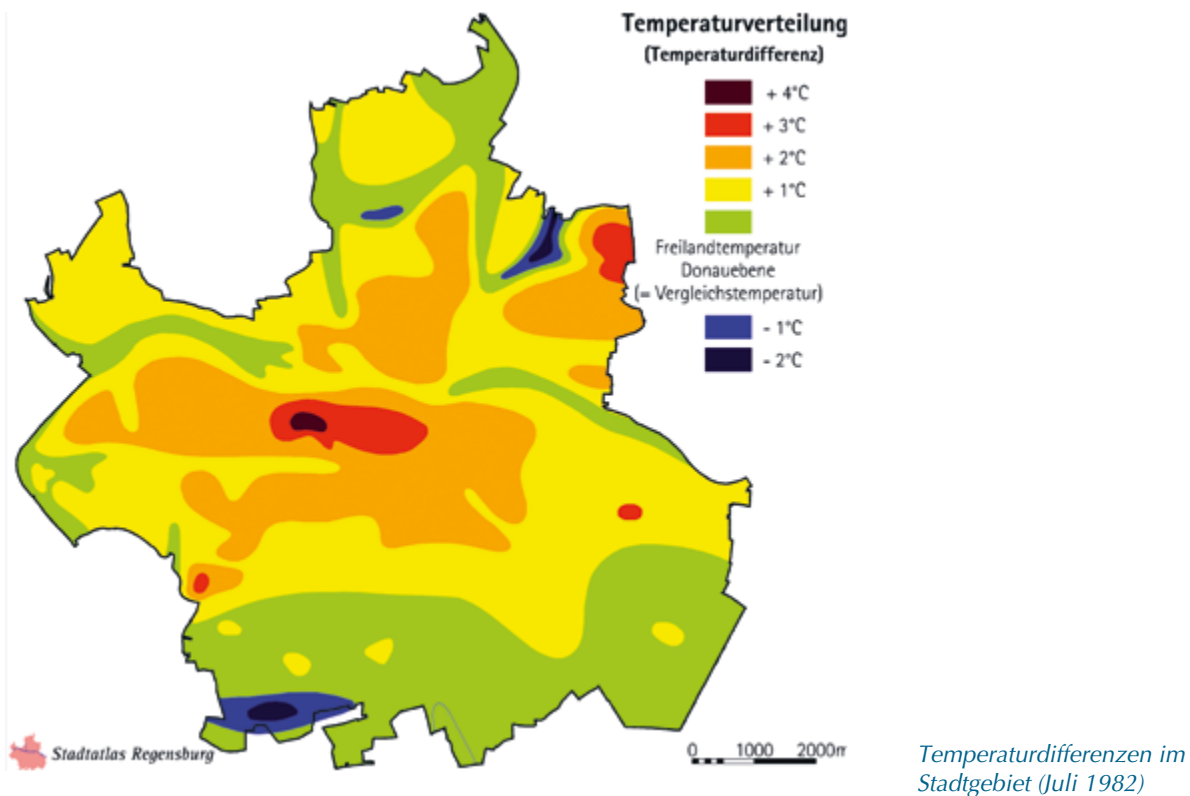 Temperaturverteilung
(Temperaturdifferenz)
+ 4°C
+ 3°C
+ 2°C
+ 1°C
Freilandtemperatur
Donauebene
(= Vergleichstemperatur)
- 1°C
- 2°C
Stadtatlas Regensburg
0 1000 2000m
Temperaturdifferenzen im
Stadtgebiet (Juli 1982)